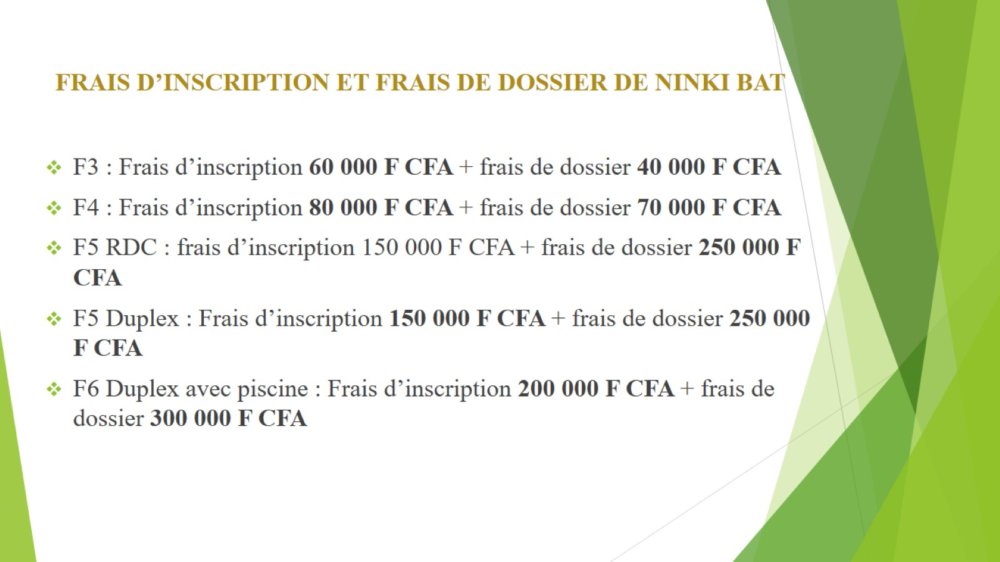 FRAIS D’INSCRIPTION ET FRAIS DE DOSSIER DE NINKI BAT
F3 : Frais d’inscription 60 000 F CFA + frais de dossier 40 000 F CFA
F4 : Frais d’inscription 80 000 F CFA + frais de dossier 70 000 F CFA
F5 RDC : frais d’inscription 150 000 F CFA + frais de dossier 250 000 F
CFA
F5 Duplex : Frais d’inscription 150 000 F CFA + frais de dossier 250 000
F CFA
F6 Duplex avec piscine : Frais d’inscription 200 000 F CFA + frais de
dossier 300 000 F CFA